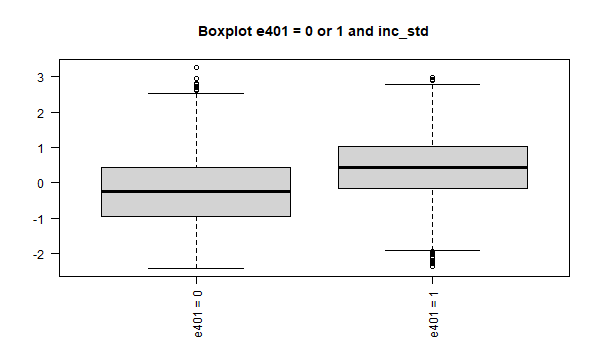 Boxplot e401 = 0 or 1 and inc_std
3
2
1
0
-1
-2
e401 = 0
e401 = 1